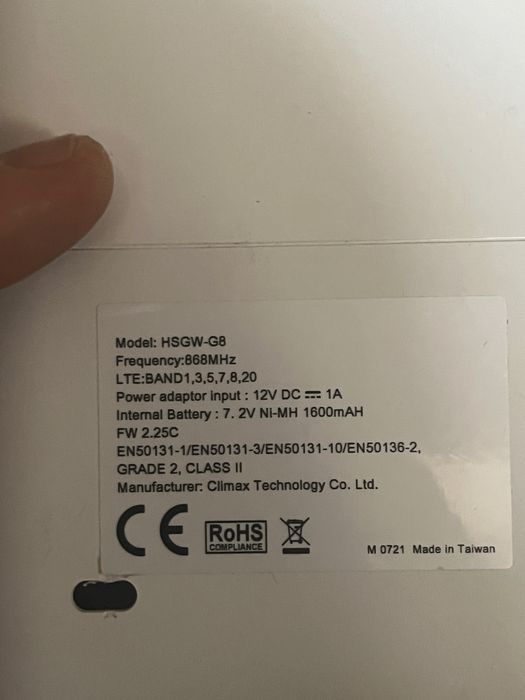 Model: HSGW-G8
Frequency:868MHz
LTE:BAND1,3,5,7,8,20
Power adaptor input : 12V DC ⎓ 1A
Internal Battery : 7. 2V NI-MH 1600mAH
FW 2.25C
EN50131-1/EN50131-3/EN50131-10/EN50136-2,
GRADE 2, CLASS II
Manufacturer: Climax Technology Co. Ltd.
CE
RoHS
COMPLIANCE
M 0721 Made in Taiwan